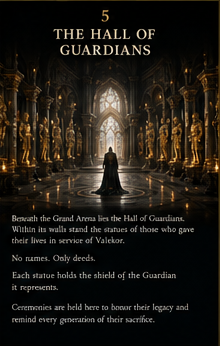 5
THE HALL OF
GUARDIANS
Beneath the Grand Arena lies the Hall of Guardians.
Within its walls stand the statues of those who gave
their lives in service of Valekor.
No names. Only deeds.
Each statue holds the shield of the Guardian
it represents.
Ceremonies are held here to honor their legacy and
remind every generation of their sacrifice.